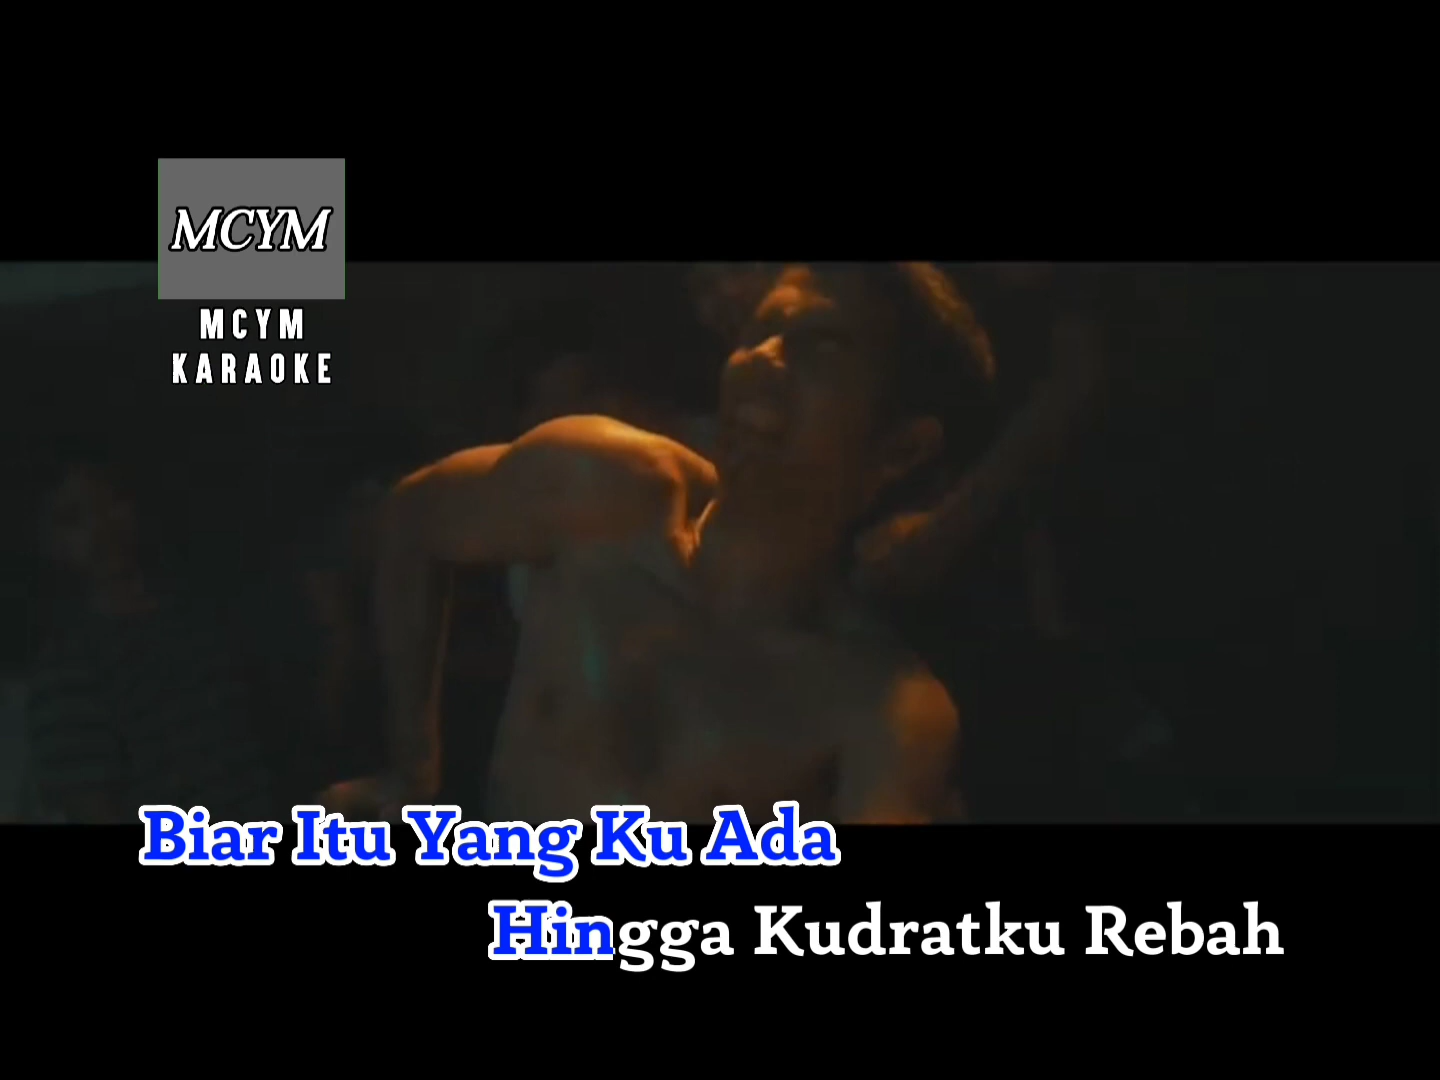 MCYM
MCYM
KARAOKE
Biar Itu Yang Ku Ada
Hingga Kudratku Rebah